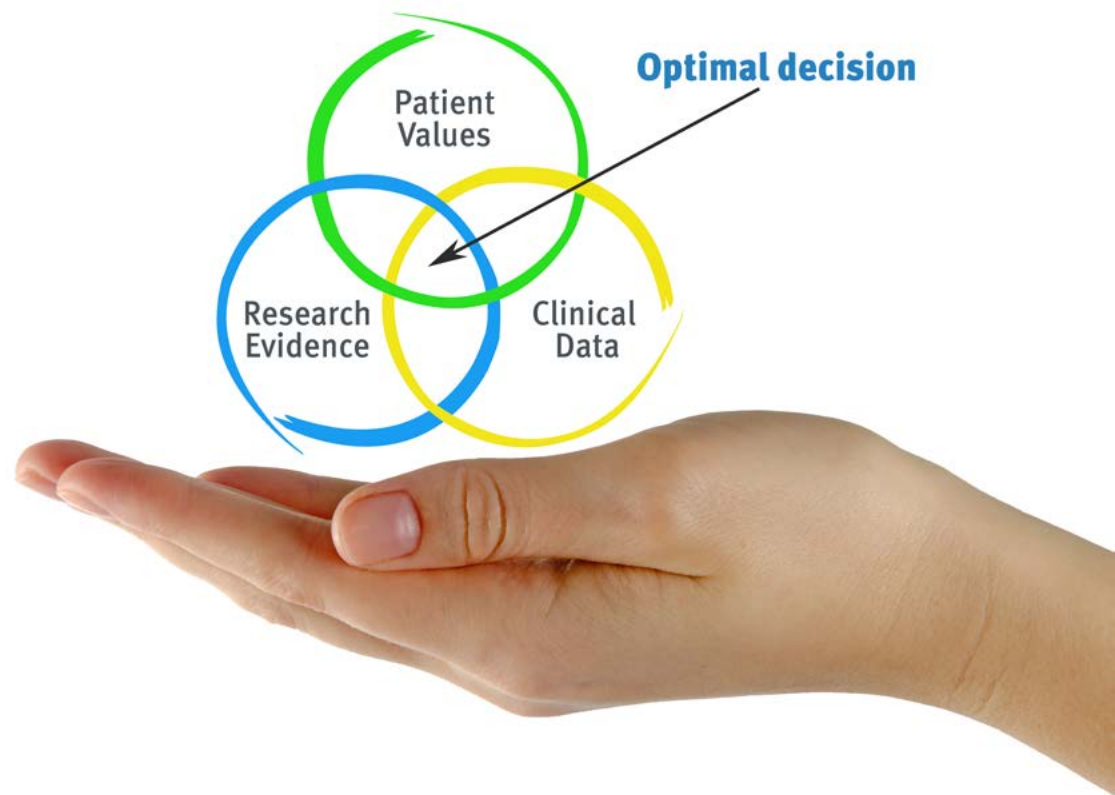 Optimal decision
Patient
Values
Research
Evidence
Clinical
Data